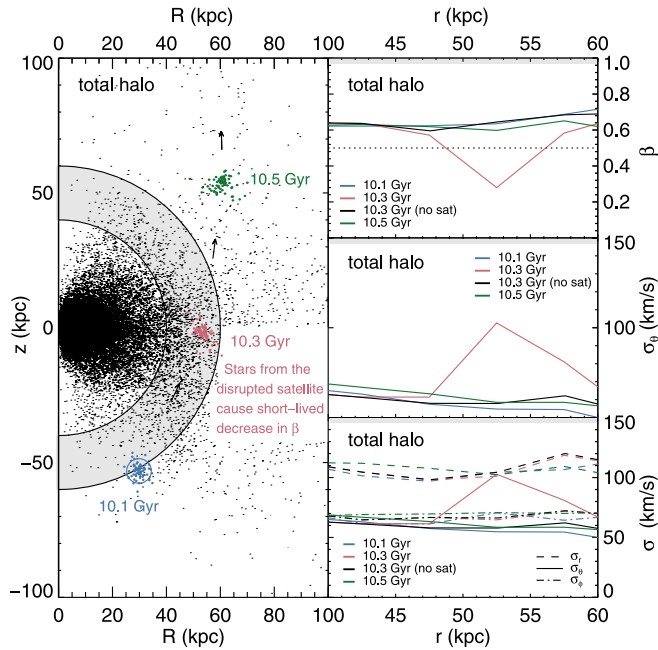 R (kpc)
0 20 40 60 80 100
r (kpc)
100 45 50 55 60
100
50
0
−50
−100
z (kpc)
total halo
10.5 Gyr
10.3 Gyr
Stars from the
disrupted satellite
cause short−lived
decrease in β
10.1 Gyr
0 20 40 60 80 100
R (kpc)
total halo
10.1 Gyr
10.3 Gyr
10.3 Gyr (no sat)
10.5 Gyr
1.0
0.8
0.6
0.4
0.2
β
total halo
10.1 Gyr
10.3 Gyr
10.3 Gyr (no sat)
10.5 Gyr
150
100
σθ (km/s)
total halo
10.1 Gyr
10.3 Gyr
10.3 Gyr (no sat)
10.5 Gyr
σr
σθ
σϕ
150
100
50
0
σ (km/s)
100 45 50 55 60
r (kpc)